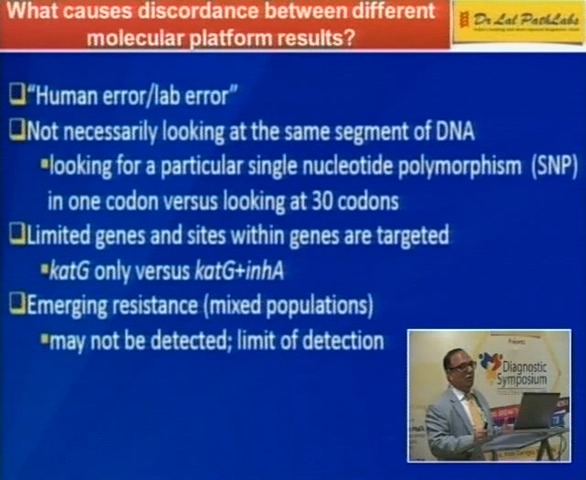 What causes discordance between different
molecular platform results?
Dr Lal PathLabs
"Human error/lab error"
Not necessarily looking at the same segment of DNA
looking for a particular single nucleotide polymorphism (SNP)
in one codon versus looking at 30 codons
Limited genes and sites within genes are targeted
katG only versus katG+inhA
Emerging resistance (mixed populations)
may not be detected; limit of detection
Presents
Diagnostic
Symposium